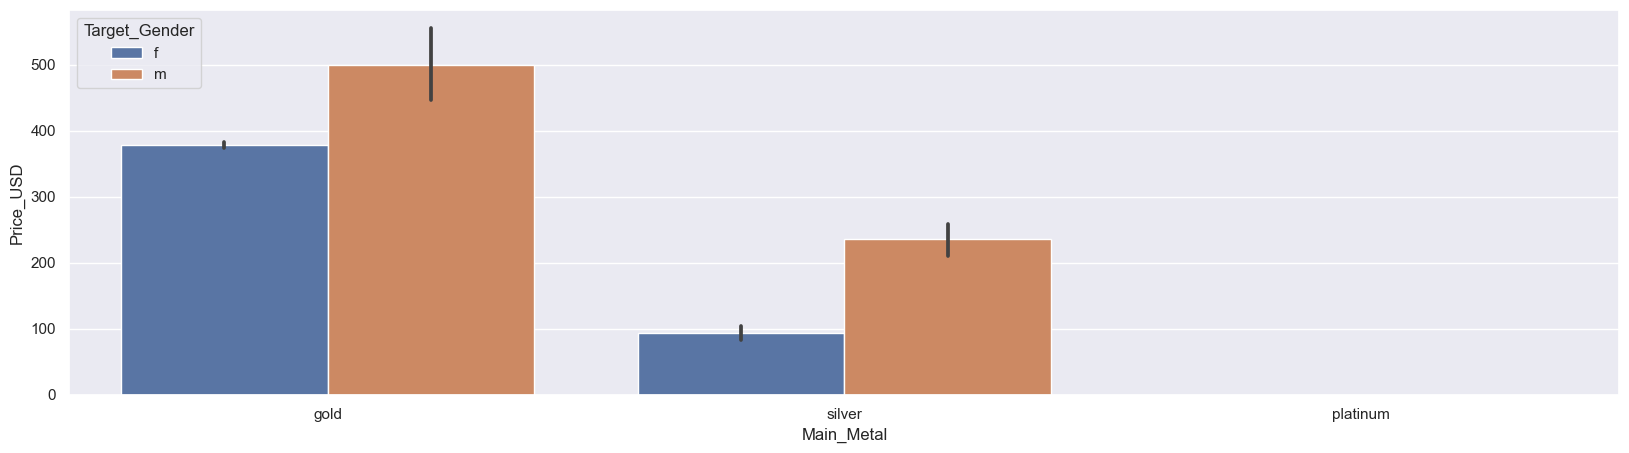 Target_Gender
f
m
Price_USD
500
400
300
200
100
0
gold silver platinum
Main_Metal